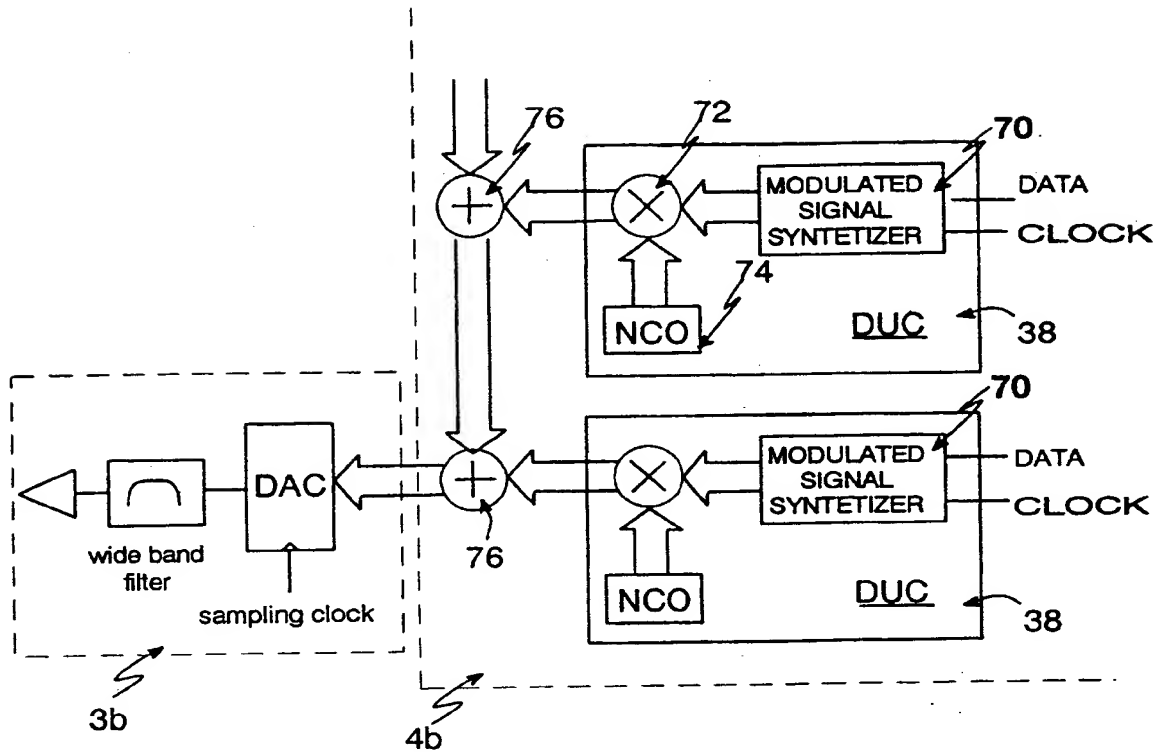 76
72
70
MODULATED
SIGNAL
SYNTETIZER
DATA
CLOCK
74
NCO
DUC
38
70
MODULATED
SIGNAL
SYNTETIZER
DATA
CLOCK
DAC
76
wide band
filter
NCO
DUC
sampling clock
38
3b
4b